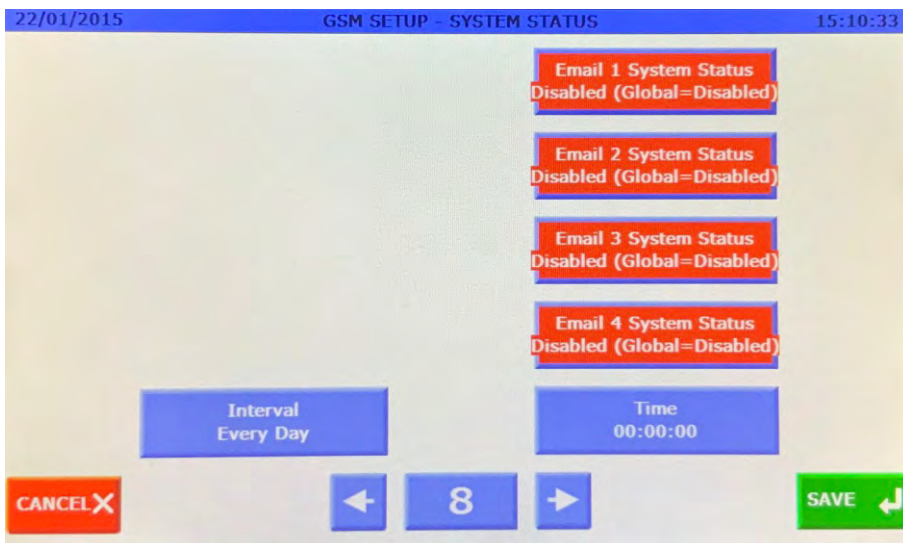 22/01/2015 GSM SETUP - SYSTEM STATUS 15:10:33
Email 1 System Status
Disabled (Global=Disabled)
Email 2 System Status
Disabled (Global=Disabled)
Email 3 System Status
Disabled (Global=Disabled)
Email 4 System Status
Disabled (Global=Disabled)
Interval
Every Day
Time
00:00:00
CANCEL
8
SAVE